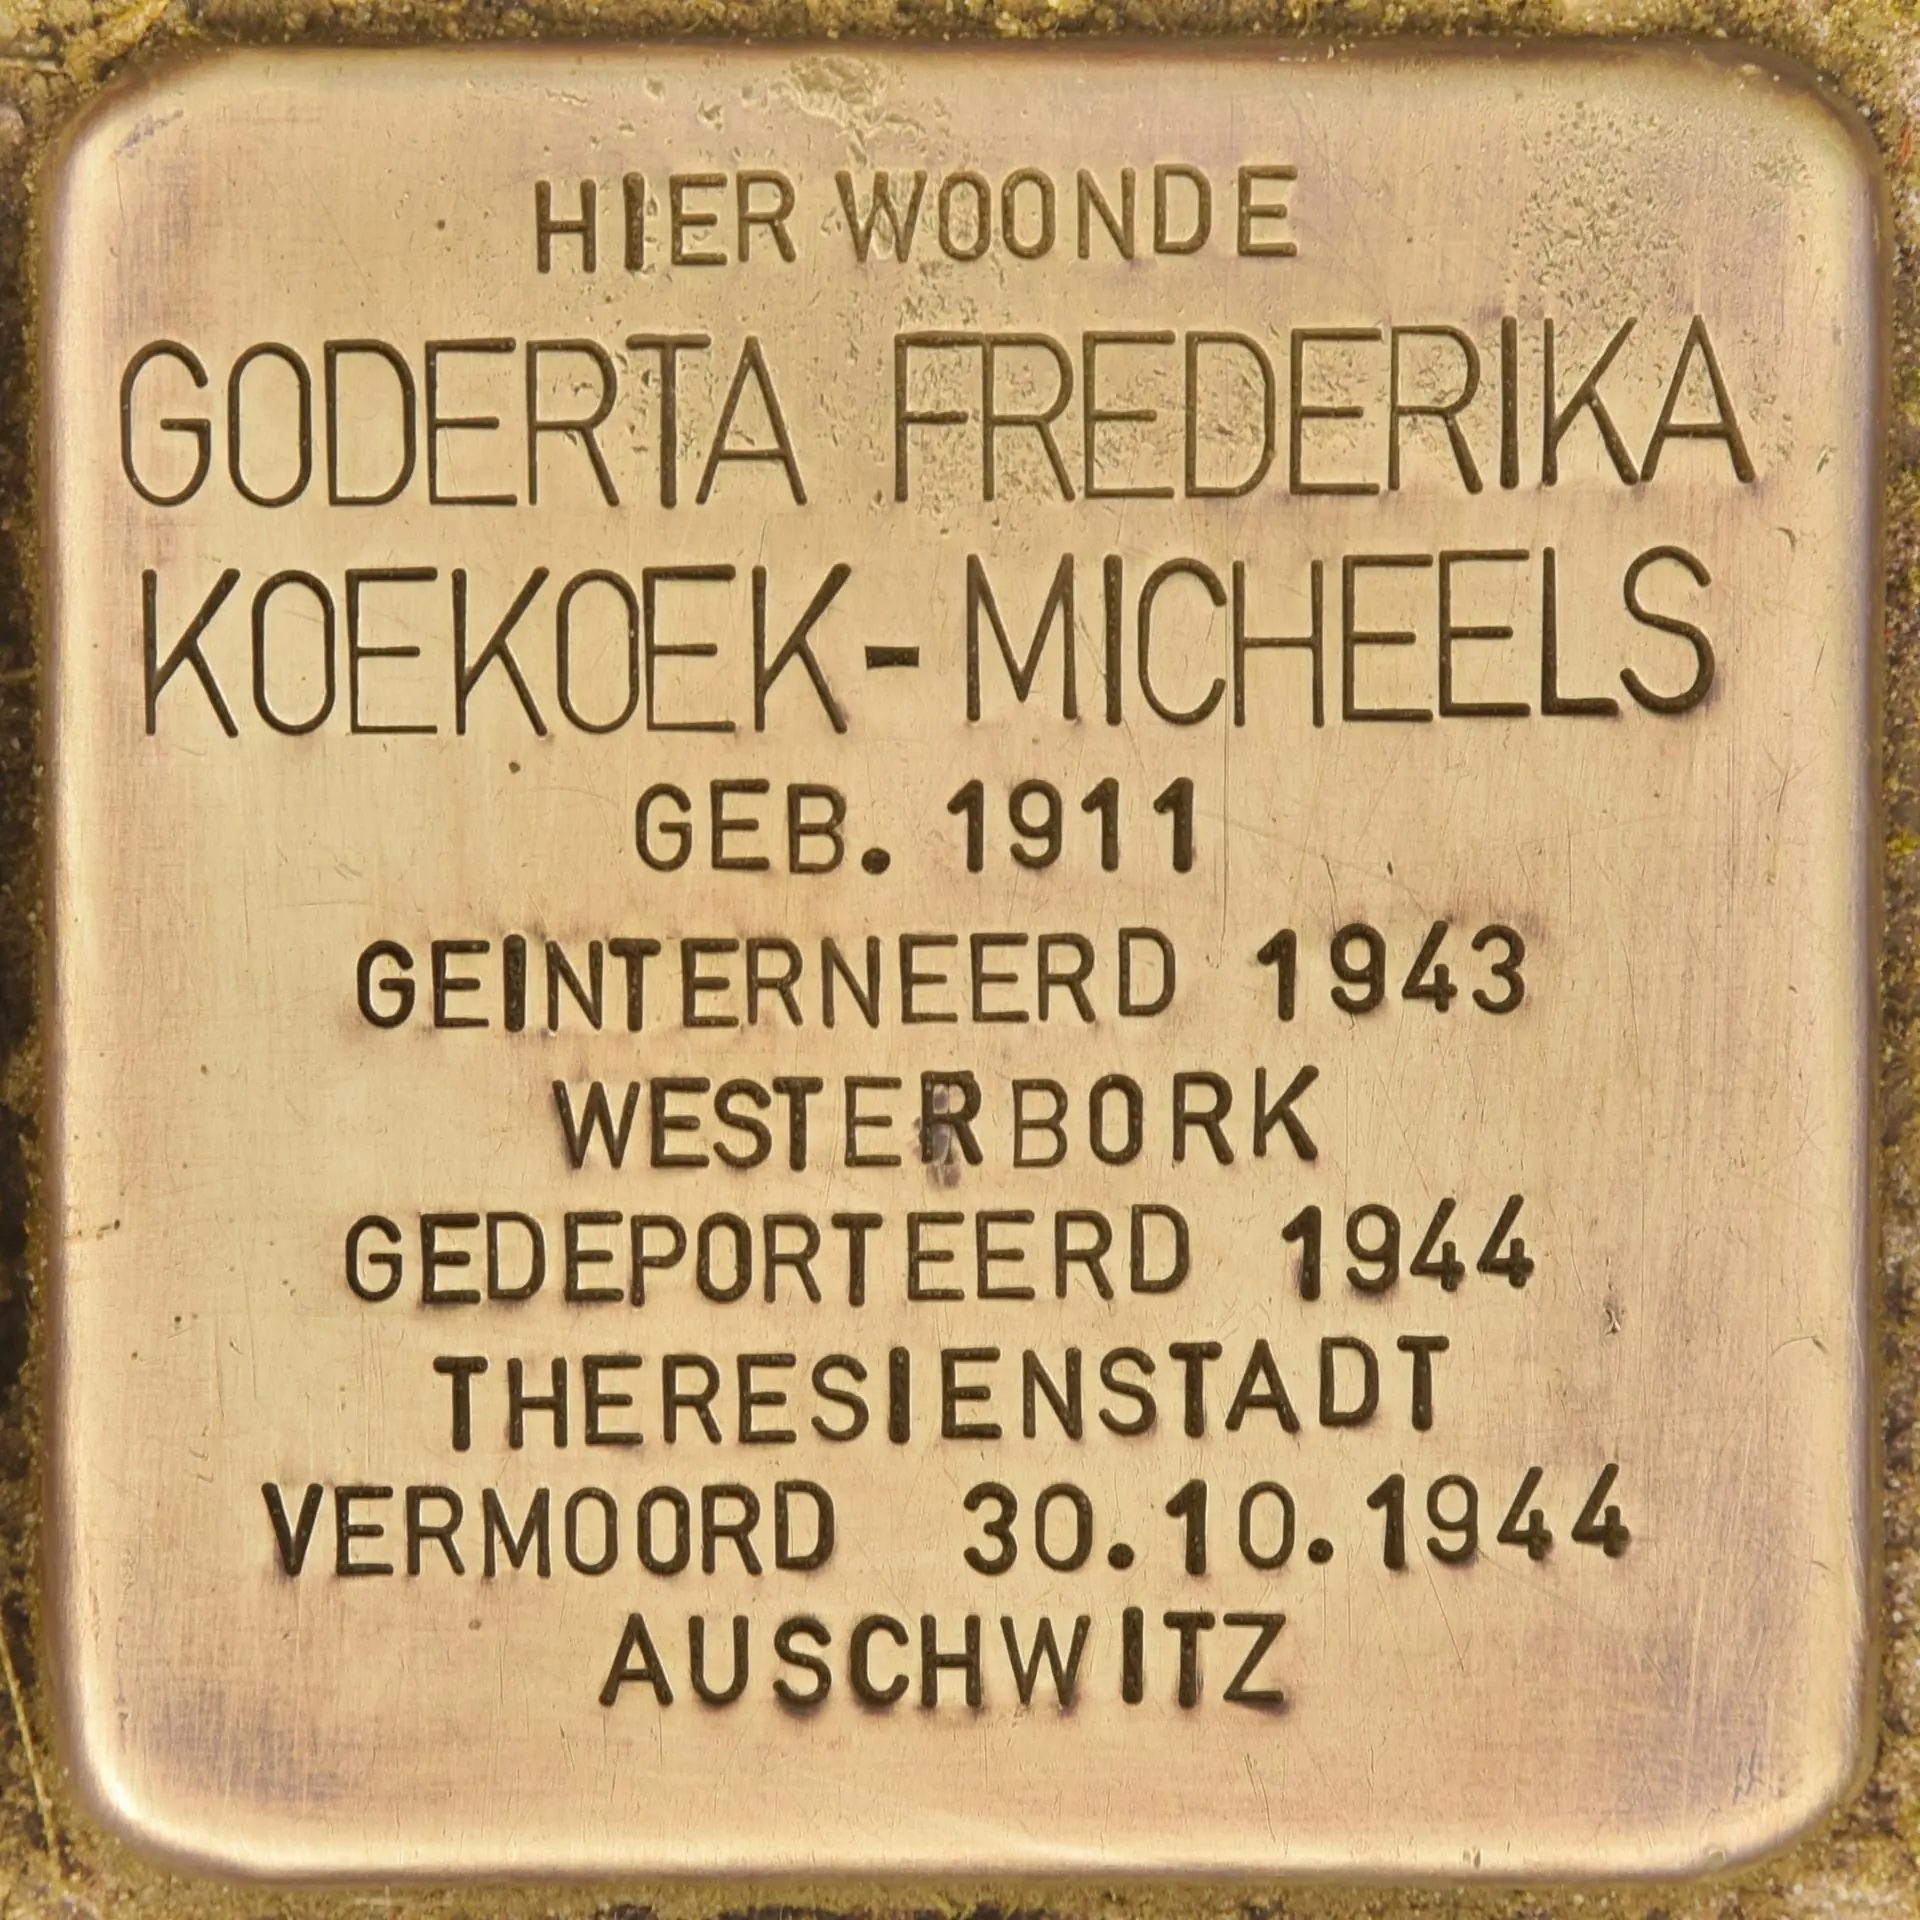 HIER WOONDE
GODERTA FREDERIKA
KOEKOEK-MICHEELS
GEB. 1911
GEINTERNEERD 1943
WESTERBORK
GEDEPORTEERD 1944
THERESIENSTADT
VERMOORD 30.10.1944
AUSCHWITZ